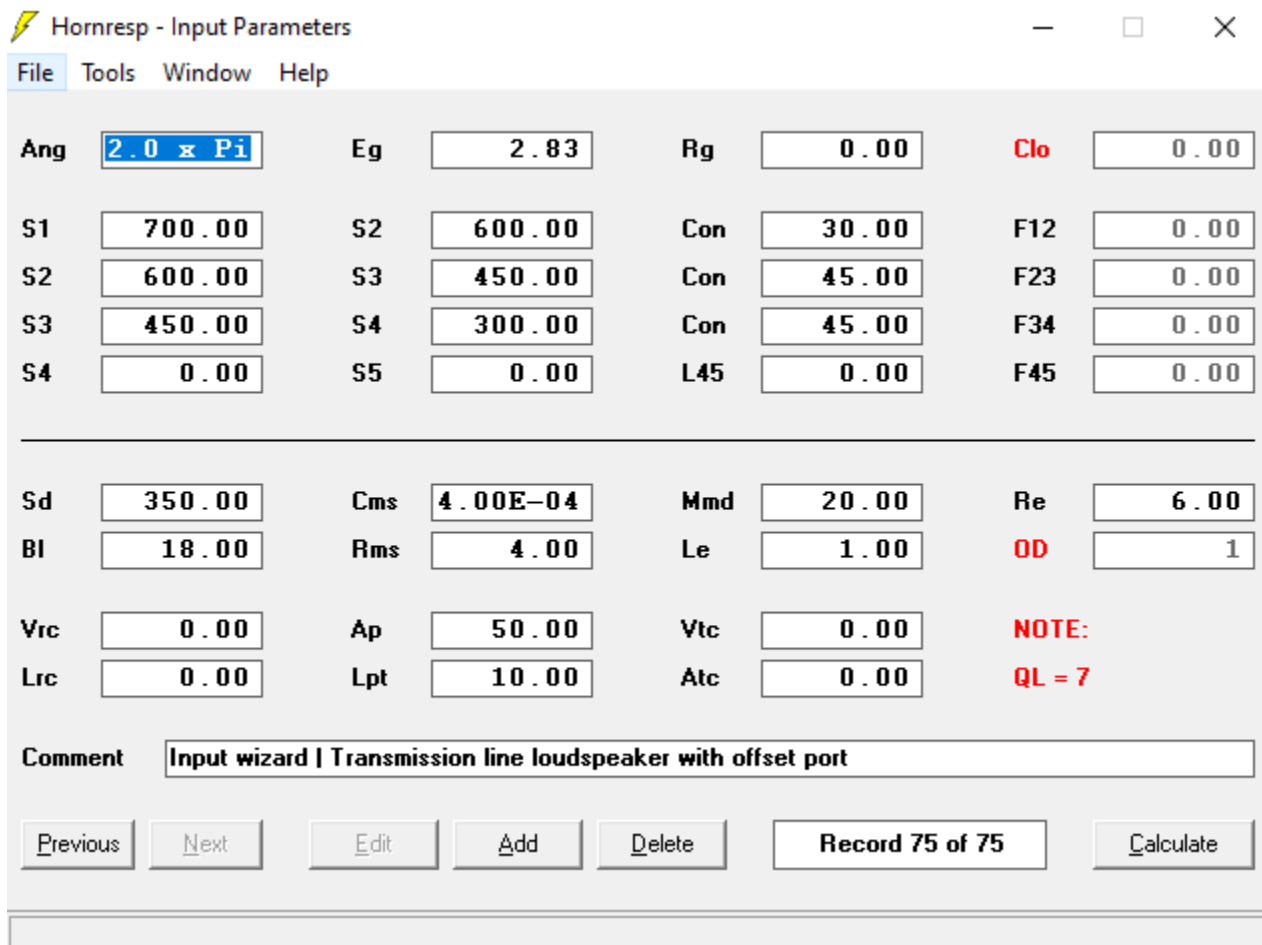 Hornresp - Input Parameters
File Tools Window Help
Ang 2.0 x Pi Eg 2.83 Rg 0.00 Clo 0.00
S1 700.00 S2 600.00 Con 30.00 F12 0.00
S2 600.00 S3 450.00 Con 45.00 F23 0.00
S3 450.00 S4 300.00 Con 45.00 F34 0.00
S4 0.00 S5 0.00 L45 0.00 F45 0.00
Sd 350.00 Cms 4.00E-04 Mmd 20.00 Re 6.00
Bl 18.00 Rms 4.00 Le 1.00 OD 1
Vrc 0.00 Ap 50.00 Vtc 0.00 NOTE:
Lrc 0.00 Lpt 10.00 Atc 0.00 QL = 7
Comment Input wizard | Transmission line loudspeaker with offset port
Previous Next Edit Add Delete Record 75 of 75 Calculate